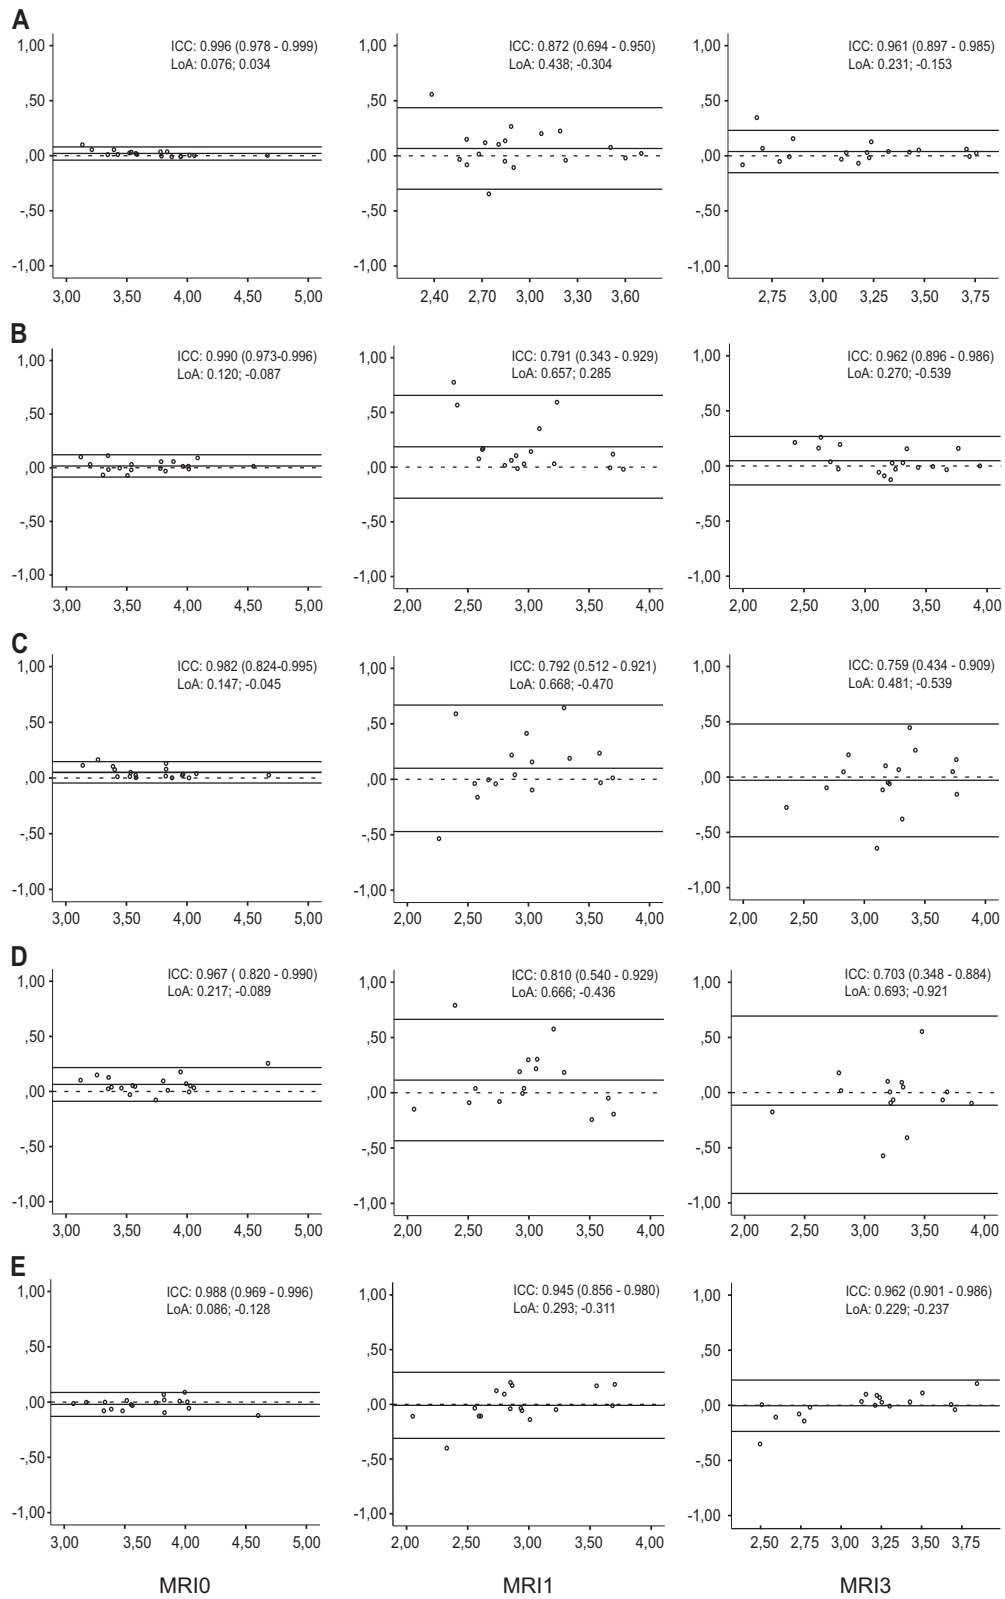 A
ICC: 0.996 (0.978 - 0.999)
LoA: 0.076; 0.034
1,00
,50
,00
-,50
-1,00
3,00 3,50 4,00 4,50 5,00
ICC: 0.872 (0.694 - 0.950)
LoA: 0.438; -0.304
1,00
,50
,00
-,50
-1,00
2,40 2,70 3,00 3,30 3,60
ICC: 0.961 (0.897 - 0.985)
LoA: 0.231; -0.153
1,00
,50
,00
-,50
-1,00
2,75 3,00 3,25 3,50 3,75
B
ICC: 0.990 (0.973-0.996)
LoA: 0.120; -0.087
1,00
,50
,00
-,50
-1,00
3,00 3,50 4,00 4,50 5,00
ICC: 0.791 (0.343 - 0.929)
LoA: 0.657; 0.285
1,00
,50
,00
-,50
-1,00
2,00 2,50 3,00 3,50 4,00
ICC: 0.962 (0.896 - 0.986)
LoA: 0.270; -0.539
1,00
,50
,00
-,50
-1,00
2,00 2,50 3,00 3,50 4,00
C
ICC: 0.982 (0.824-0.995)
LoA: 0.147; -0.045
1,00
,50
,00
-,50
-1,00
3,00 3,50 4,00 4,50 5,00
ICC: 0.792 (0.512 - 0.921)
LoA: 0.668; -0.470
1,00
,50
,00
-,50
-1,00
2,00 2,50 3,00 3,50 4,00
ICC: 0.759 (0.434 - 0.909)
LoA: 0.481; -0.539
1,00
,50
,00
-,50
-1,00
2,00 2,50 3,00 3,50 4,00
D
ICC: 0.967 ( 0.820 - 0.990)
LoA: 0.217; -0.089
1,00
,50
,00
-,50
-1,00
3,00 3,50 4,00 4,50 5,00
ICC: 0.810 (0.540 - 0.929)
LoA: 0.666; -0.436
1,00
,50
,00
-,50
-1,00
2,00 2,50 3,00 3,50 4,00
ICC: 0.703 (0.348 - 0.884)
LoA: 0.693; -0.921
1,00
,50
,00
-,50
-1,00
2,00 2,50 3,00 3,50 4,00
E
ICC: 0.988 (0.969 - 0.996)
LoA: 0.086; -0.128
1,00
,50
,00
-,50
-1,00
3,00 3,50 4,00 4,50 5,00
ICC: 0.945 (0.856 - 0.980)
LoA: 0.293; -0.311
1,00
,50
,00
-,50
-1,00
2,00 2,50 3,00 3,50 4,00
ICC: 0.962 (0.901 - 0.986)
LoA: 0.229; -0.237
1,00
,50
,00
-,50
-1,00
2,50 2,75 3,00 3,25 3,50 3,75
MRI0 MRI1 MRI3